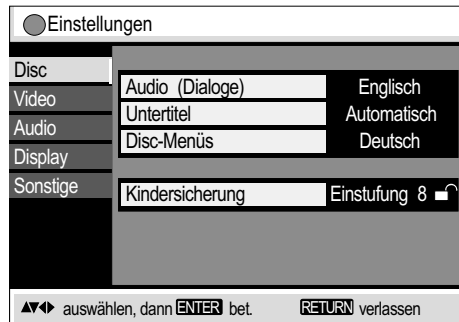 Einstellungen
Disc
Video
Audio
Display
Sonstige
Audio (Dialoge) Englisch
Untertitel Automatisch
Disc-Menüs Deutsch
Kindersicherung Einstufung 8
auswählen, dann ENTER bet. RETURN verlassen